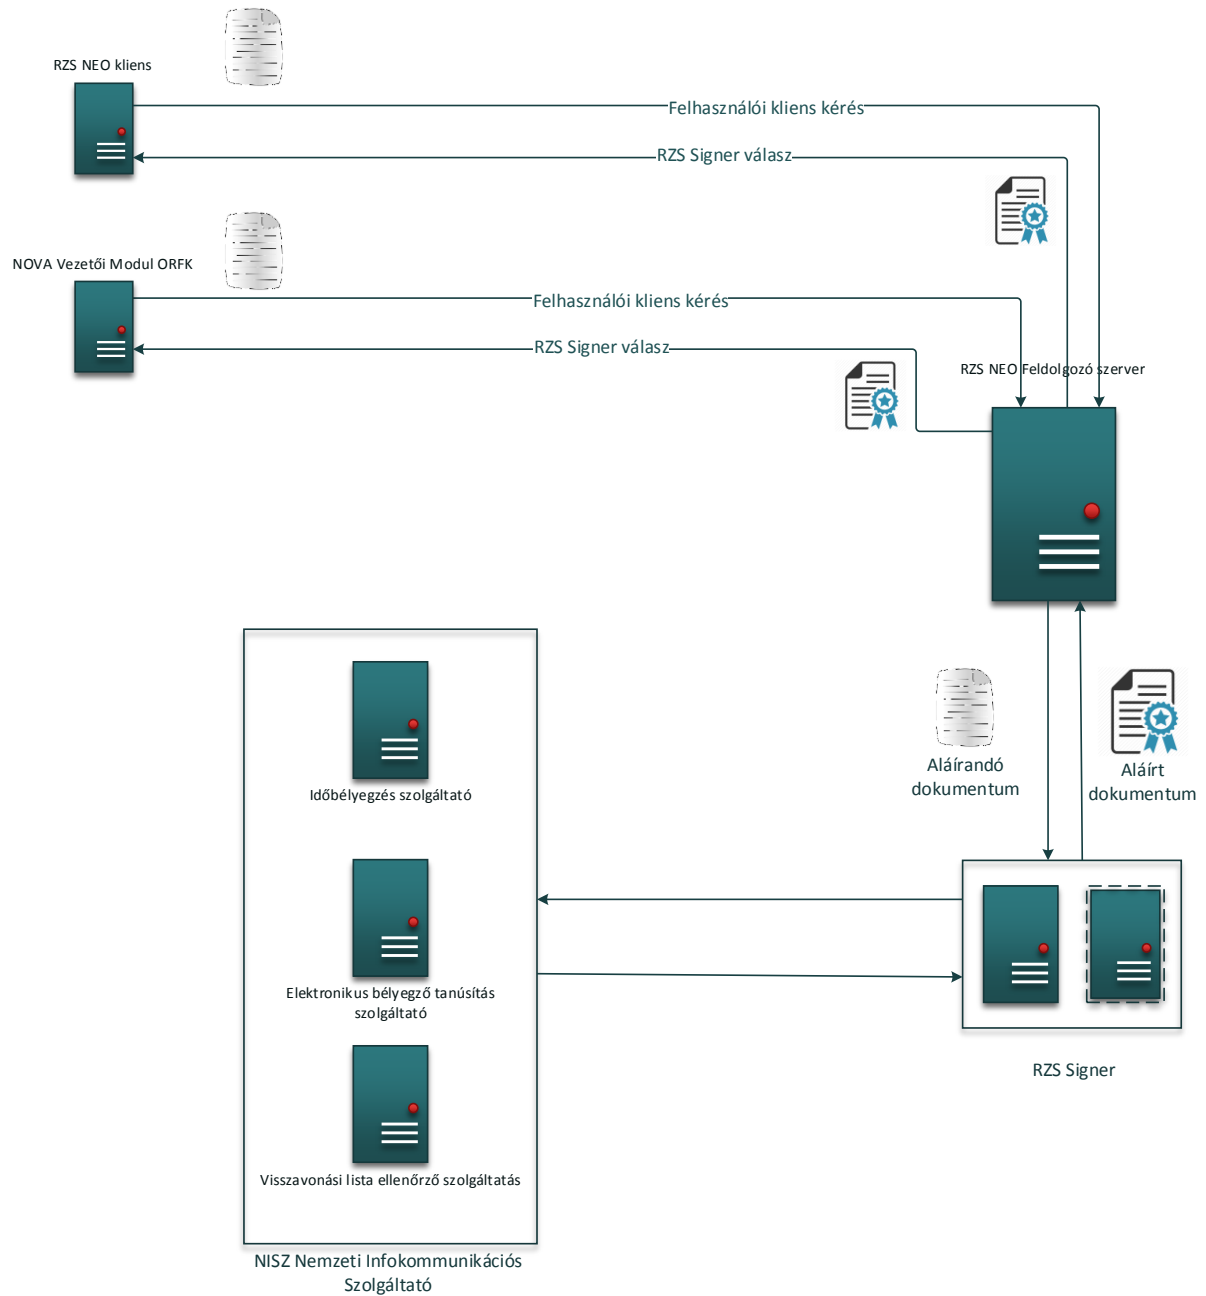 RZS NEO kliens
Felhasználói kliens kérés
RZS Signer válasz
NOVA Vezetői Modul ORFK
Felhasználói kliens kérés
RZS Signer válasz
RZS NEO Feldolgozó szerver
Aláírandó
dokumentum
Aláírt
dokumentum
Időbélyegzés szolgáltató
Elektronikus bélyegző tanúsítás
szolgáltató
RZS Signer
Visszavonási lista ellenőrző szolgáltatás
NISZ Nemzeti Infokommunikációs
Szolgáltató